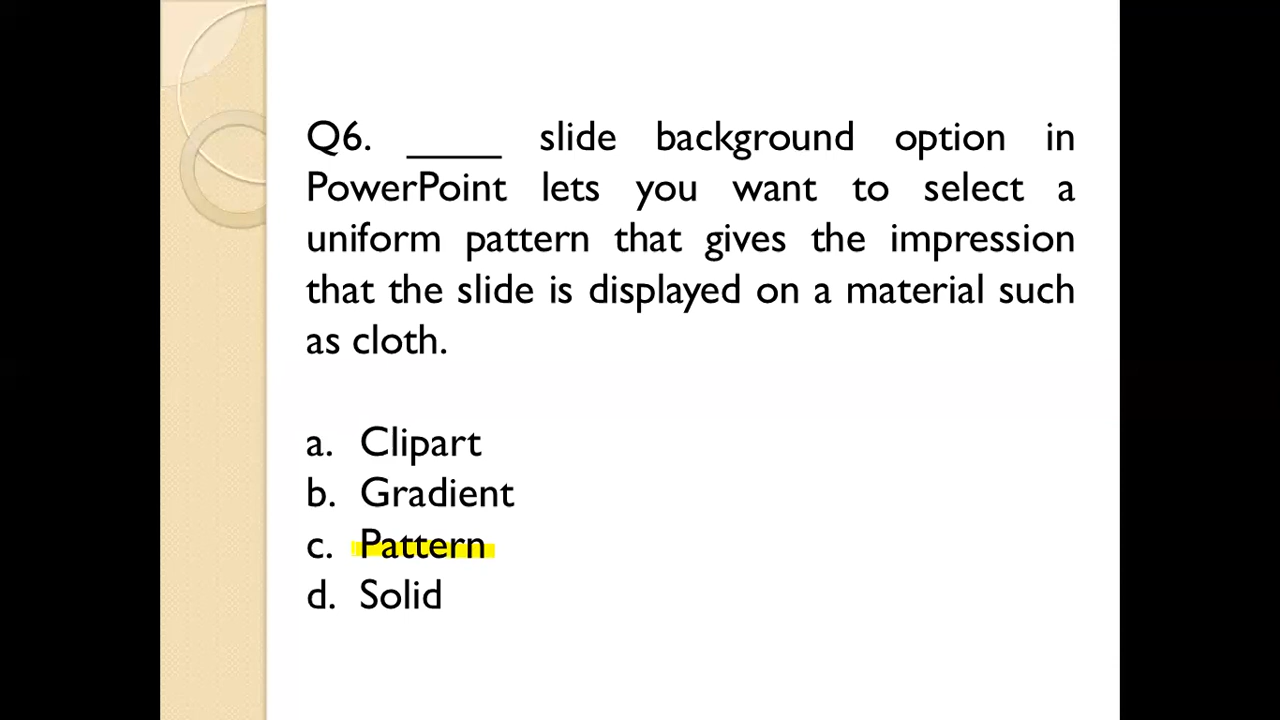 Q6. ____ slide background option in
PowerPoint lets you want to select a
uniform pattern that gives the impression
that the slide is displayed on a material such
as cloth.
a. Clipart
b. Gradient
c. Pattern
d. Solid